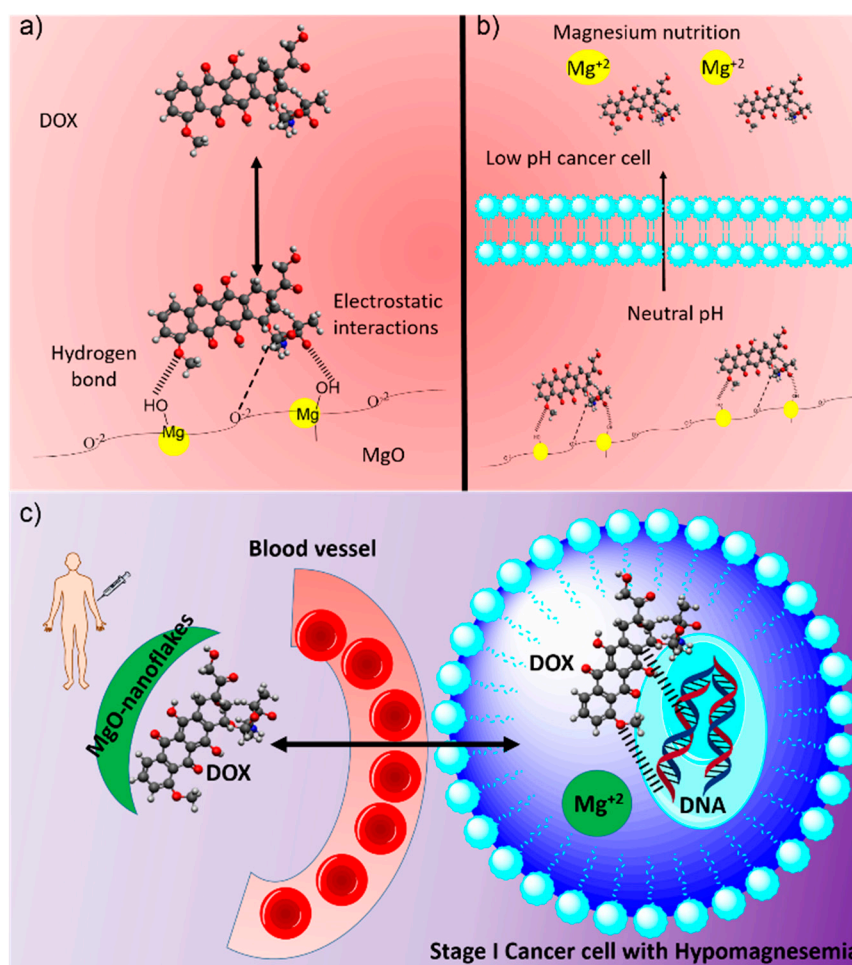 a)
DOX
Electrostatic
interactions
Hydrogen
bond
HO
OH
Mg
O-2
Mg
O-2
O-2
MgO
b)
Magnesium nutrition
Mg+2
Mg+2
Low pH cancer cell
Neutral pH
c)
Blood vessel
MgO-nanoflakes
DOX
DOX
Mg+2
DNA
Stage I Cancer cell with Hypomagnesemia